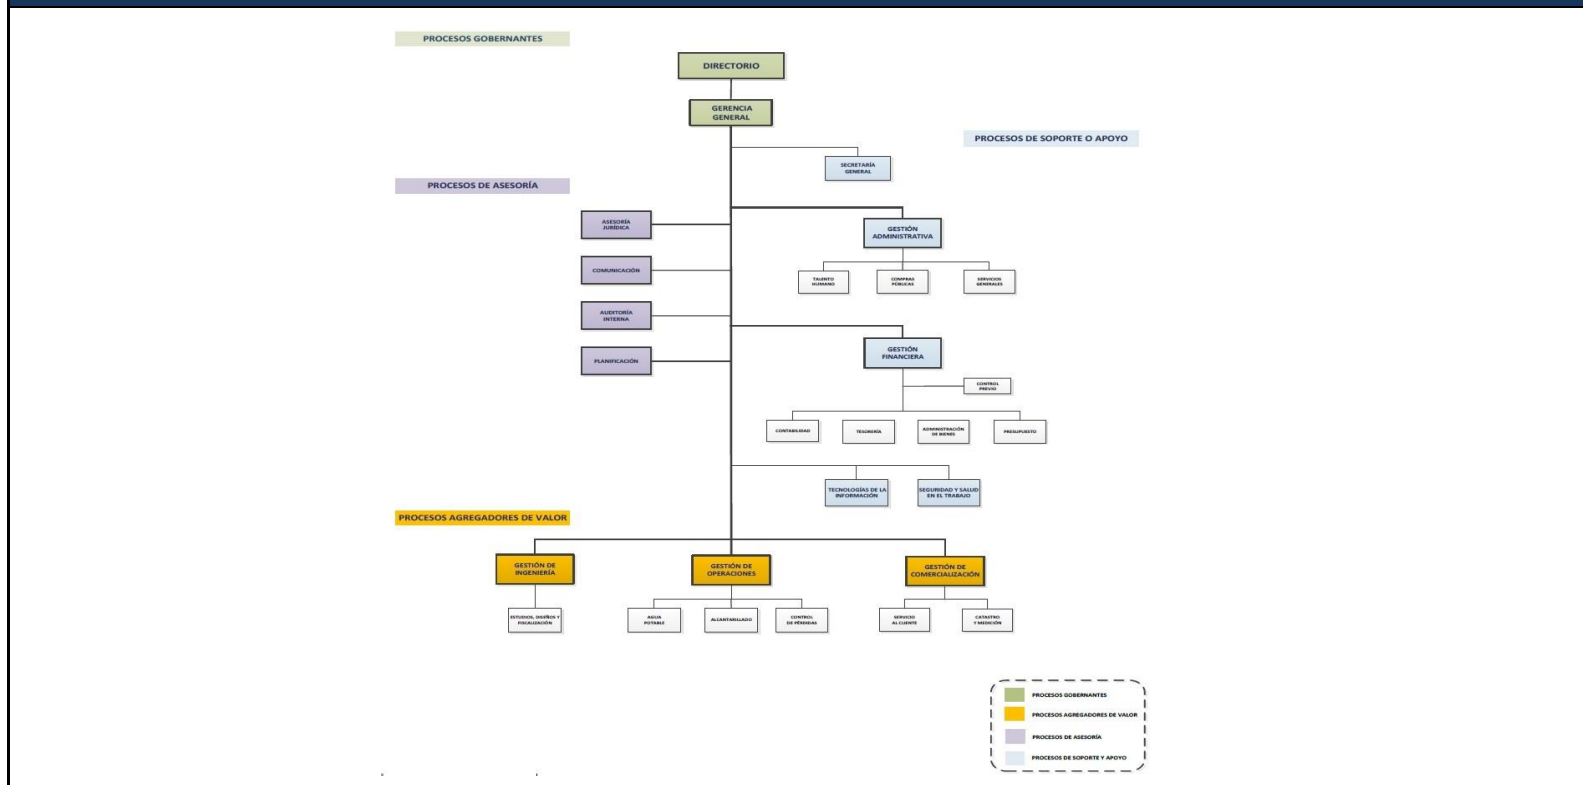 PROCESOS GOBERNANTES
DIRECTORIO
GERENCIA
GENERAL
PROCESOS DE SOPORTE O APOYO
SECRETARÍA
GENERAL
PROCESOS DE ASESORÍA
ASESORÍA
JURÍDICA
GESTIÓN
ADMINISTRATIVA
COMUNICACIÓN
TALENTO
HUMANO
COMPRAS
PÚBLICAS
SERVICIOS
GENERALES
AUDITORÍA
INTERNA
GESTIÓN
FINANCIERA
PLANIFICACIÓN
CONTROL
PREVIO
CONTABILIDAD
TESORERÍA
ADMINISTRACIÓN
DE BIENES
PRESUPUESTO
TECNOLOGÍAS DE LA
INFORMACIÓN
SEGURIDAD Y SALUD
EN EL TRABAJO
PROCESOS AGREGADORES DE VALOR
GESTIÓN DE
INGENIERÍA
GESTIÓN DE
OPERACIONES
GESTIÓN DE
COMERCIALIZACIÓN
ESTUDIOS, DISEÑOS Y
FISCALIZACIÓN
AGUA
POTABLE
ALCANTARILLADO
CONTROL
DE PÉRDIDAS
SERVICIO
AL CLIENTE
CATASTRO
Y MEDICIÓN
PROCESOS GOBERNANTES
PROCESOS AGREGADORES DE VALOR
PROCESOS DE ASESORÍA
PROCESOS DE SOPORTE Y APOYO